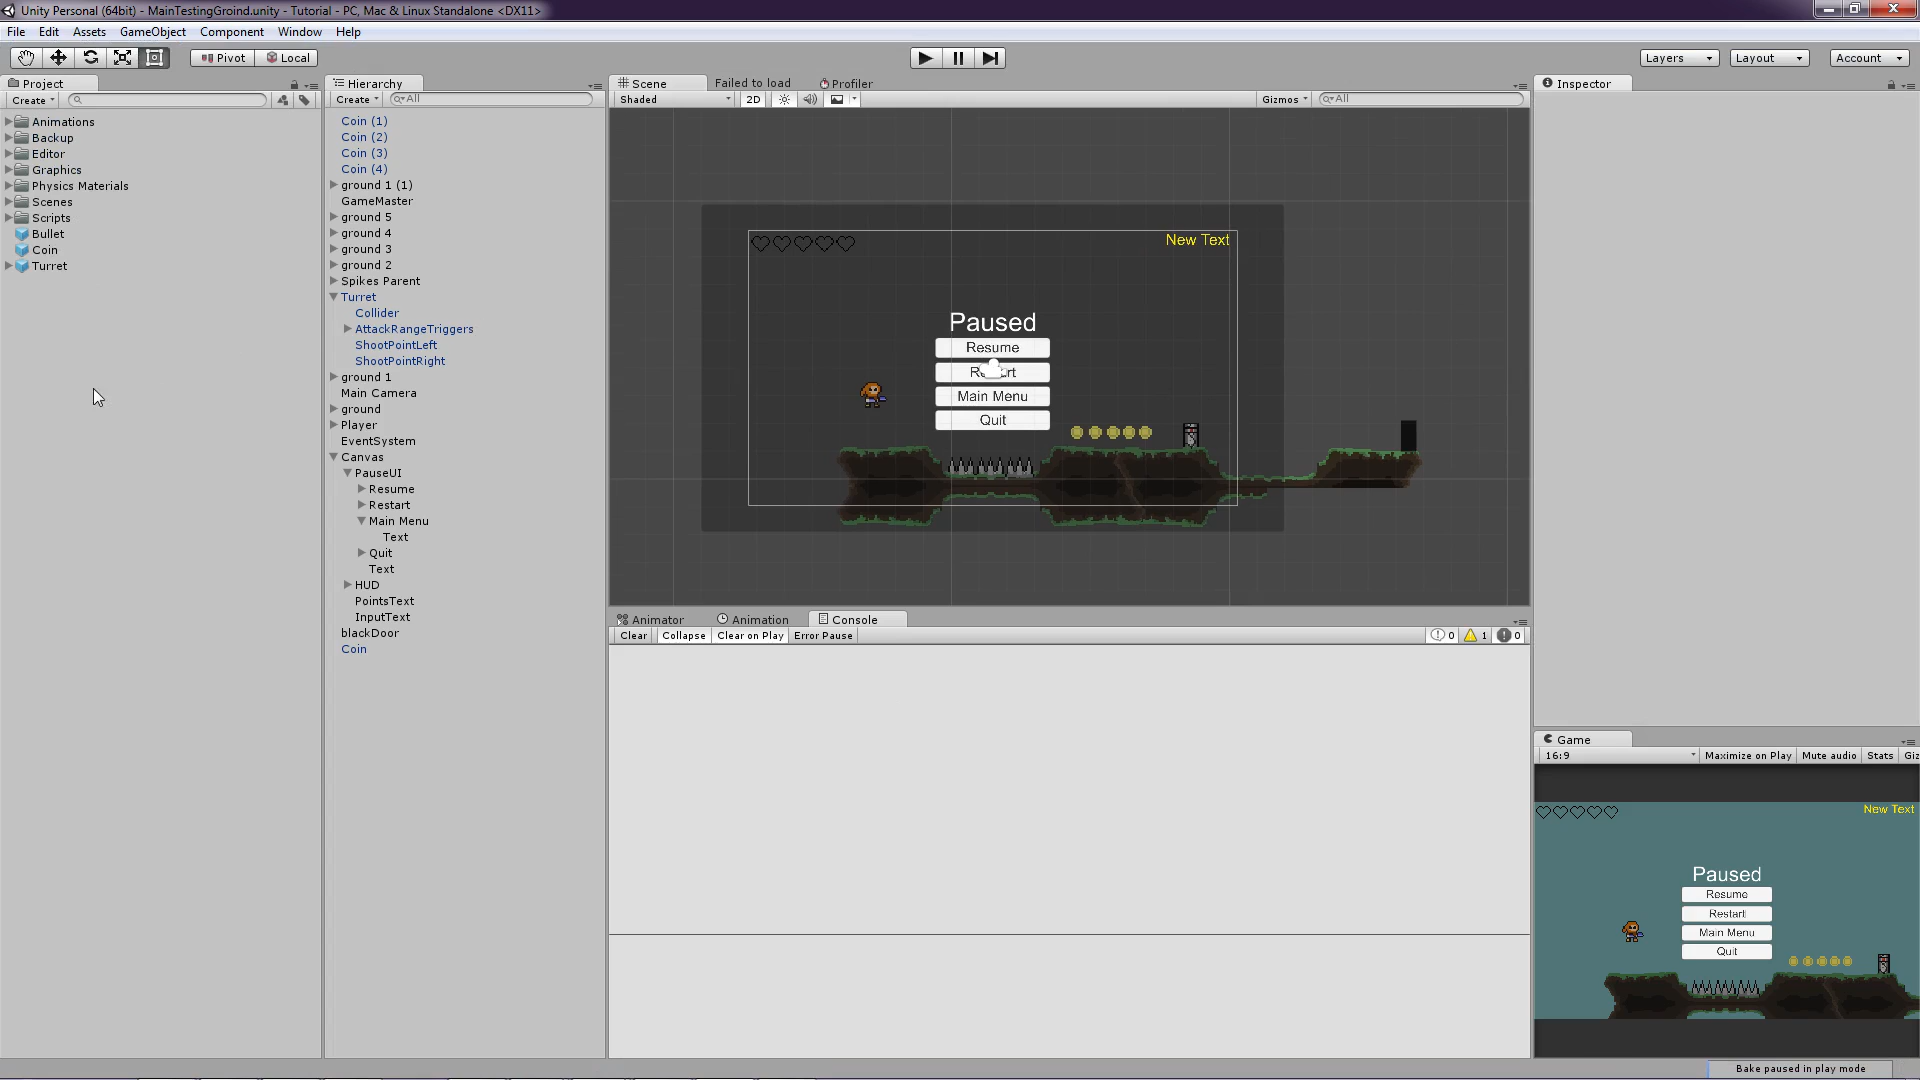 Unity Personal (64bit) - MainTestingGroind.unity - Tutorial - PC, Mac & Linux Standalone <DX11>
File Edit Assets GameObject Component Window Help
Pivot Local Layers Layout Account
Project
Create
Animations
Backup
Editor
Graphics
Physics Materials
Scenes
Scripts
Bullet
Coin
Turret
Hierarchy
Create All
Coin (1)
Coin (2)
Coin (3)
Coin (4)
ground 1 (1)
GameMaster
ground 5
ground 4
ground 3
ground 2
Spikes Parent
Turret
Collider
AttackRangeTriggers
ShootPointLeft
ShootPointRight
ground 1
Main Camera
ground
Player
EventSystem
Canvas
PauseUI
Resume
Restart
Main Menu
Text
Quit
Text
HUD
PointsText
InputText
blackDoor
Coin
Scene Failed to load Profiler
Shaded 2D Gizmos All
New Text
Paused
Resume
Main Menu
Quit
Animator Animation Console
Clear Collapse Clear on Play Error Pause 0 1 0
Inspector
Game
16:9 Maximize on Play Mute audio Stats Giz
New Text
Paused
Resume
Restart
Main Menu
Quit
Bake paused in play mode